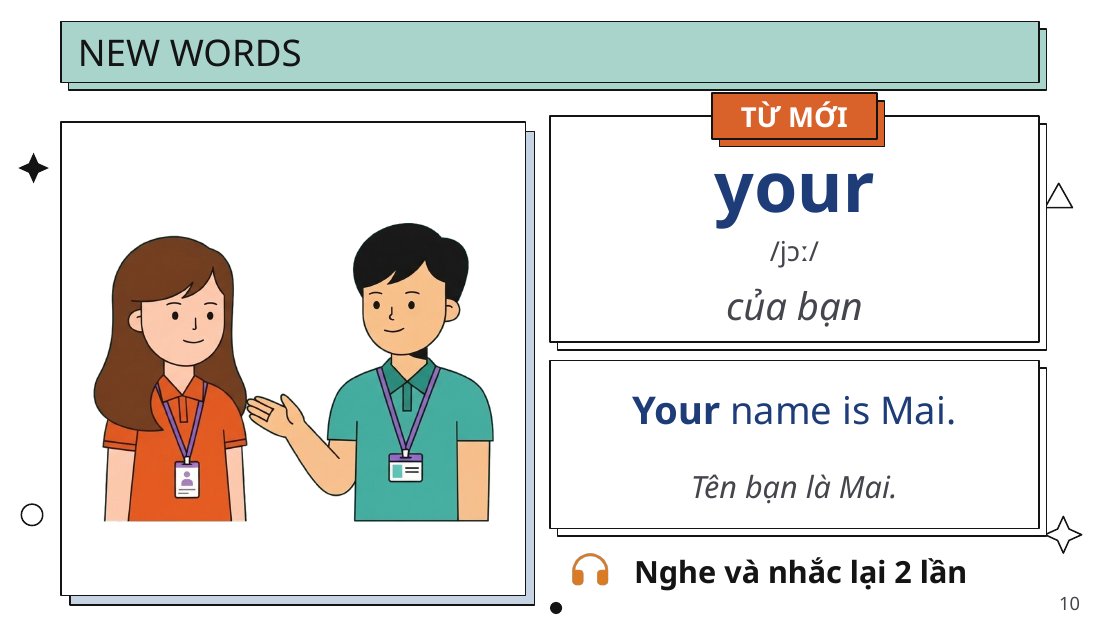 NEW WORDS
TỪ MỚI
your
/jɔː/
của bạn
Your name is Mai.
Tên bạn là Mai.
Nghe và nhắc lại 2 lần
10